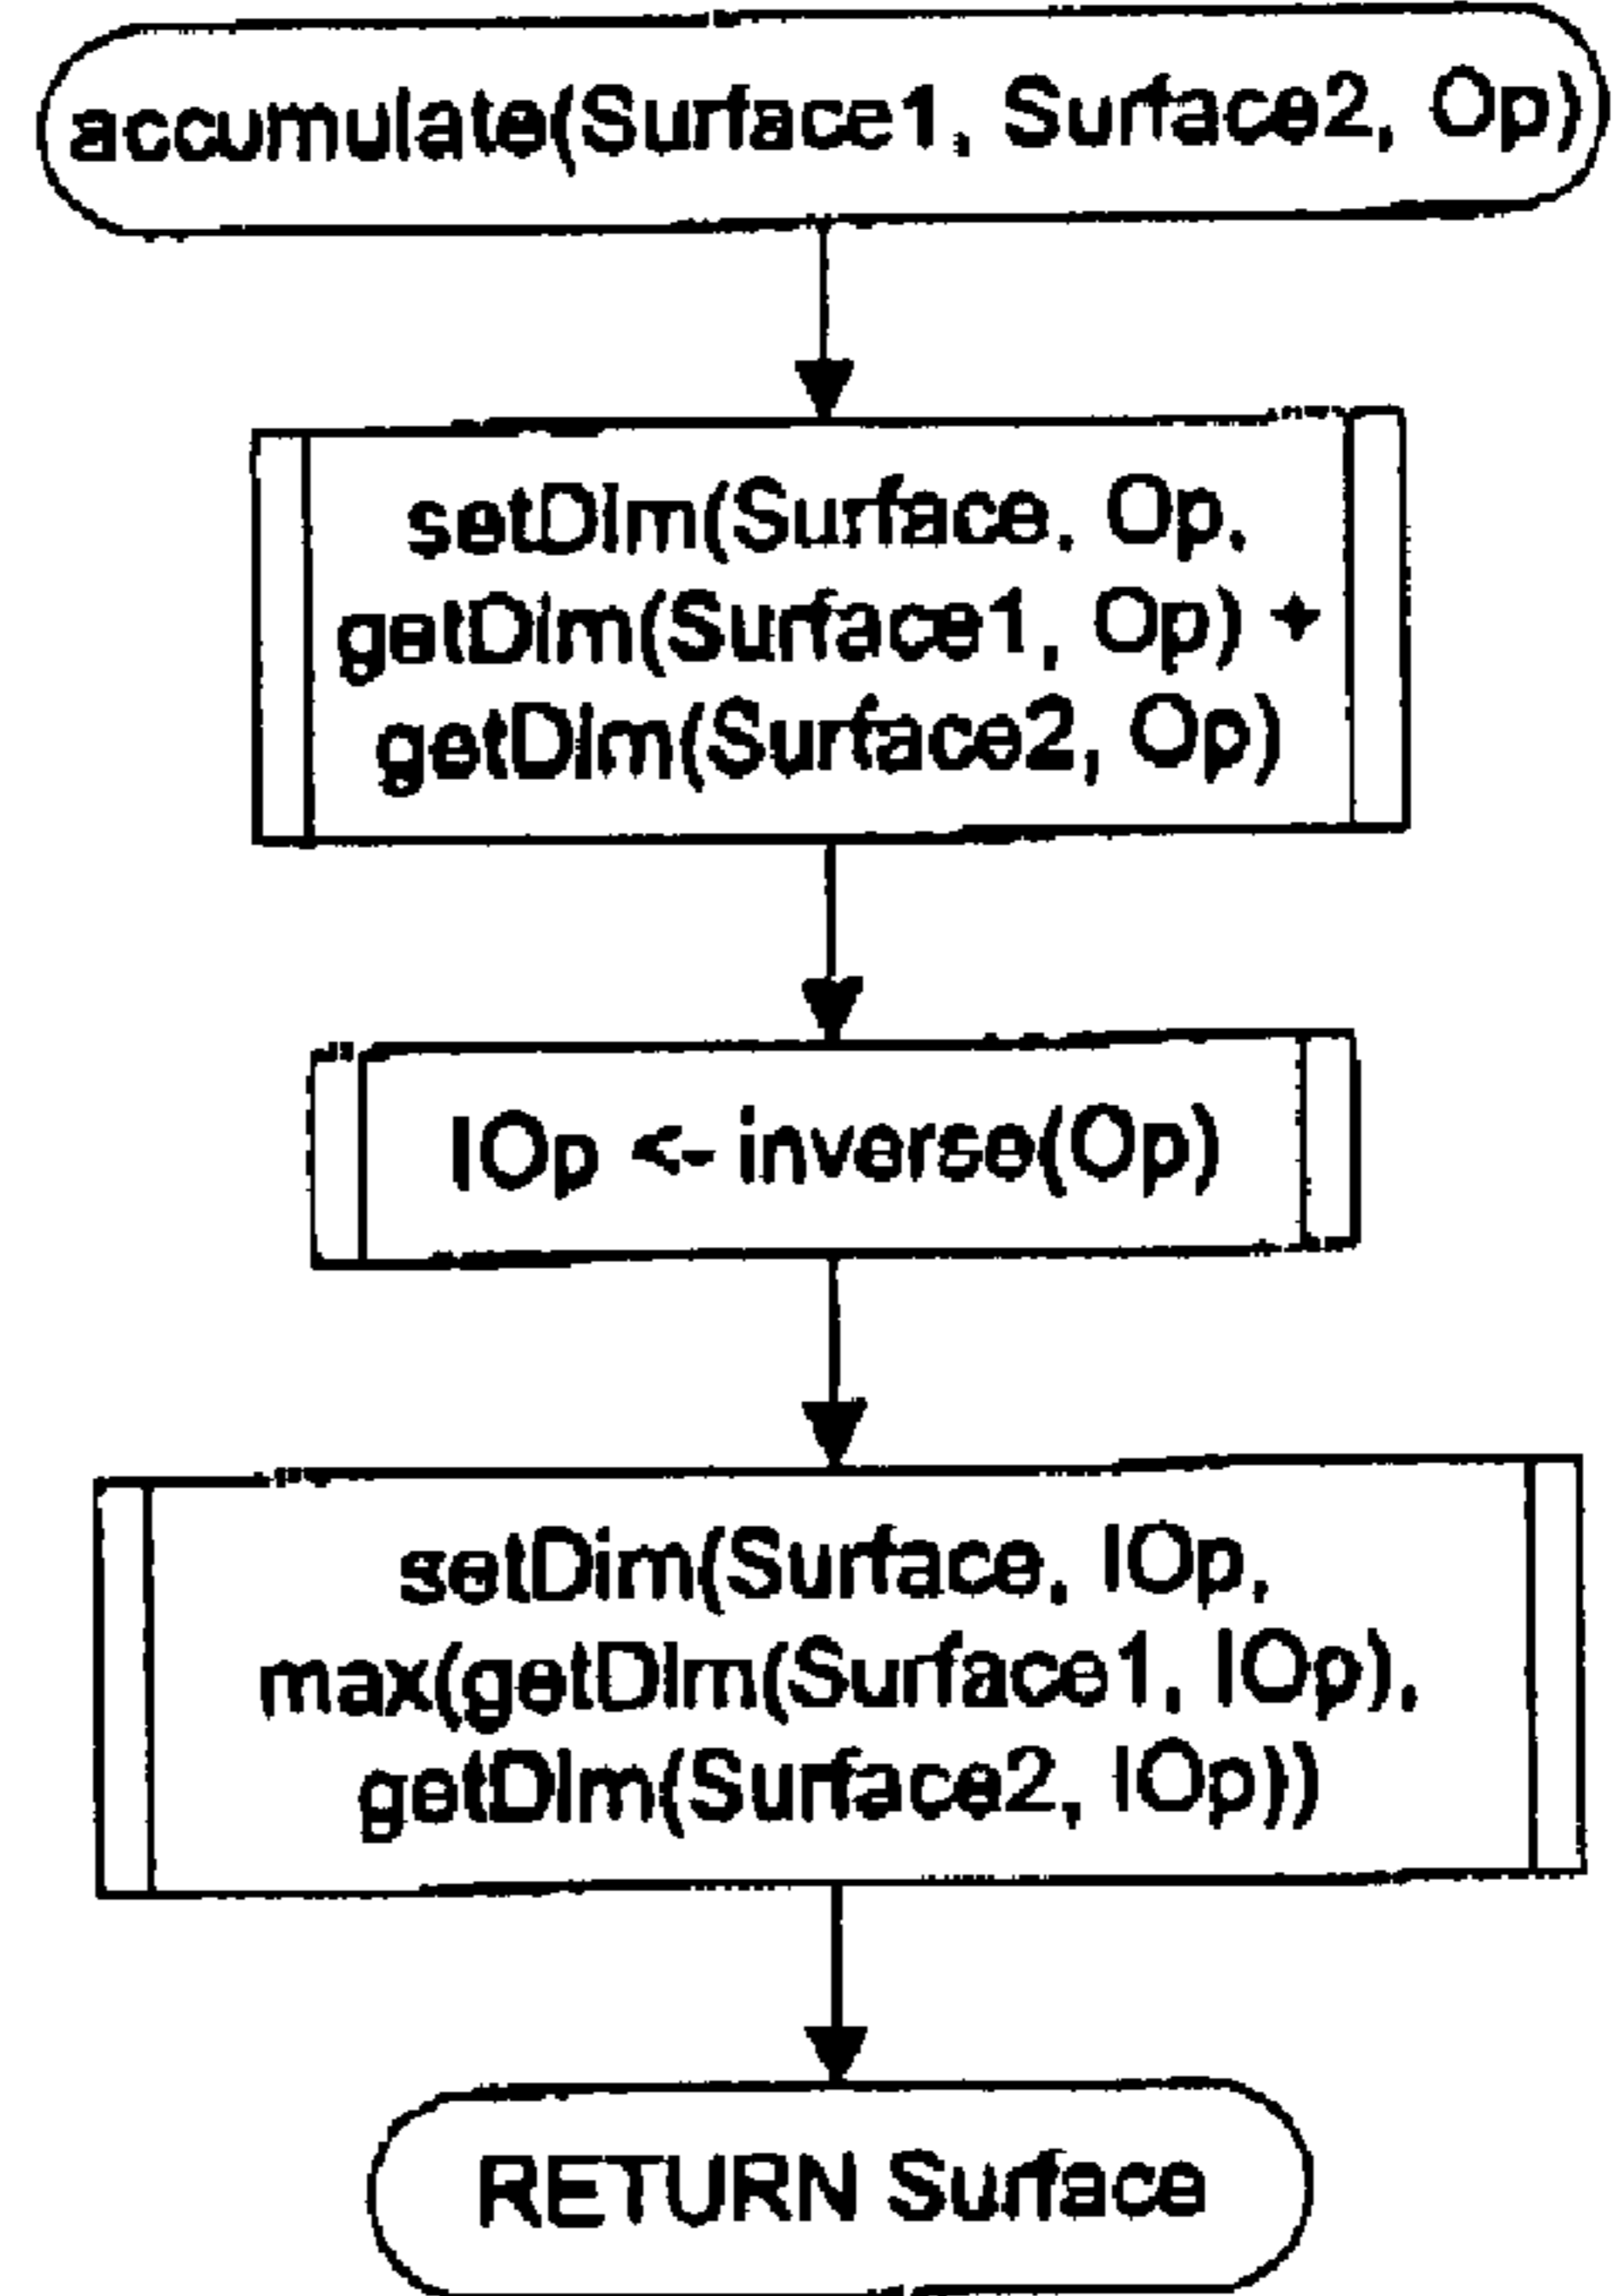 accumulate(Surface1, Surface2, Op)
setDim(Surface, Op,
getDim(Surface1, Op) +
getDim(Surface2, Op)
IOp <- inverse(Op)
setDim(Surface, IOp,
max(getDim(Surface1, IOp),
getDim(Surface2, IOp))
RETURN Surface